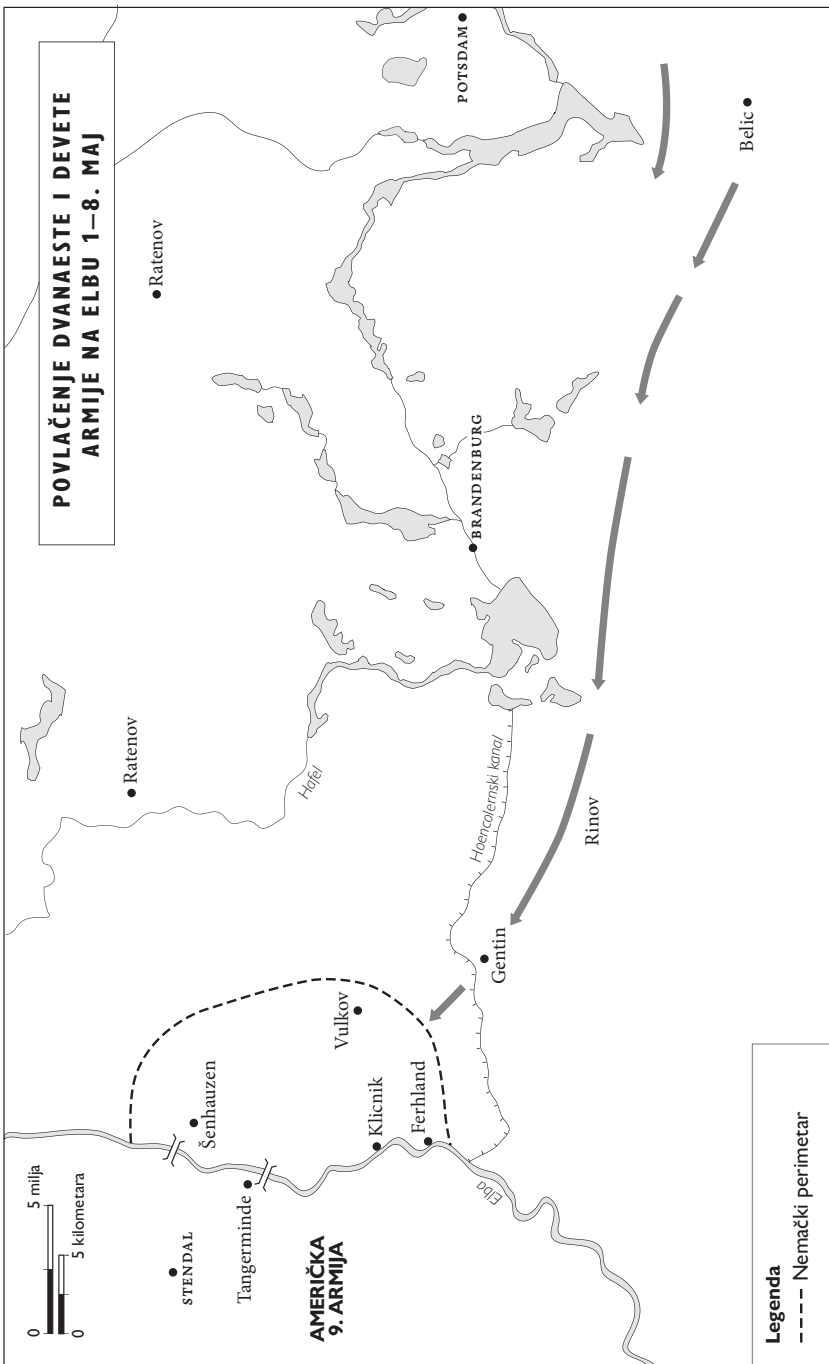 POVLAČENJE DVANAESTE I DEVETE
ARMIJE NA ELBU 1–8. MAJ
0 5 milja
0 5 kilometara
STENDAL
Tangerminde
AMERIČKA
9. ARMIJA
Šenhauzen
Klicnik
Ferhland
Vulkov
Elba
Gentin
Ratenov
Hafel
Hoencolernski kanal
Rinov
BRANDENBURG
Ratenov
POTSDAM
Belic
Legenda
Nemački perimetar